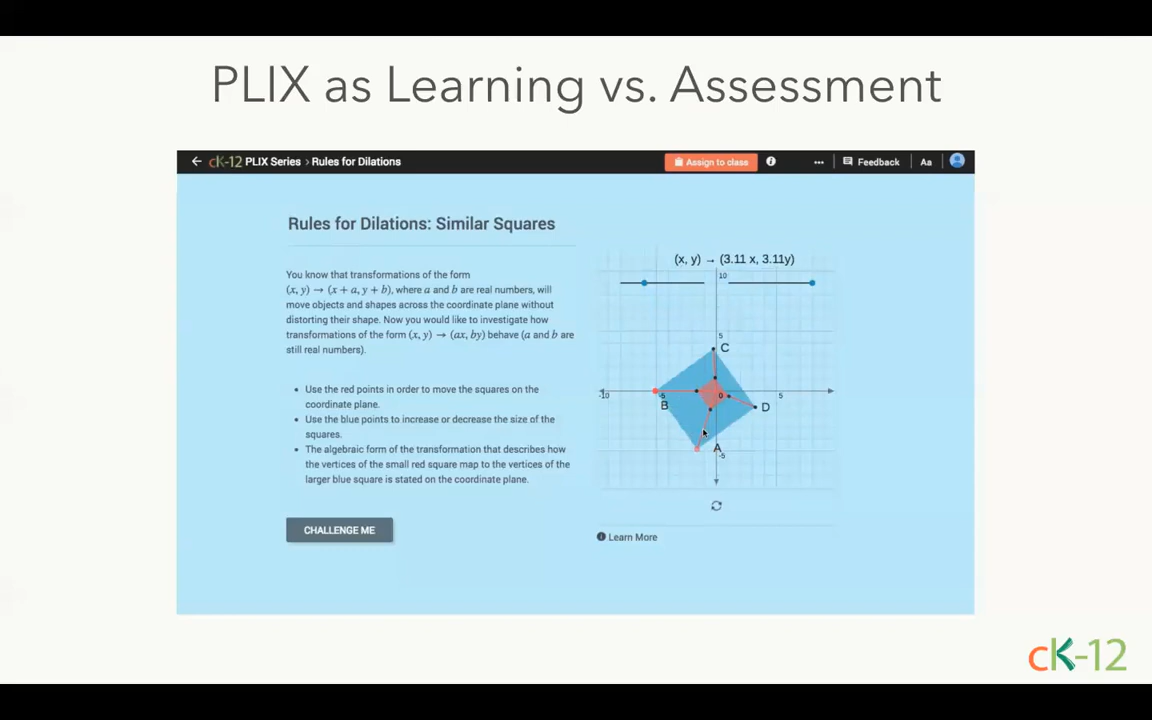 PLIX as Learning vs. Assessment
cK-12 PLIX Series › Rules for Dilations
Assign to class
Feedback
Aa
Rules for Dilations: Similar Squares
You know that transformations of the form
(x, y) → (x + a, y + b), where a and b are real numbers, will
move objects and shapes across the coordinate plane without
distorting their shape. Now you would like to investigate how
transformations of the form (x, y) → (ax, by) behave (a and b are
still real numbers).
• Use the red points in order to move the squares on the
coordinate plane.
• Use the blue points to increase or decrease the size of the
squares.
• The algebraic form of the transformation that describes how
the vertices of the small red square map to the vertices of the
larger blue square is stated on the coordinate plane.
CHALLENGE ME
(x, y) → (3.11 x, 3.11y)
10
5
C
-10
-5
0
5
B
D
A
-5
Learn More
cK-12